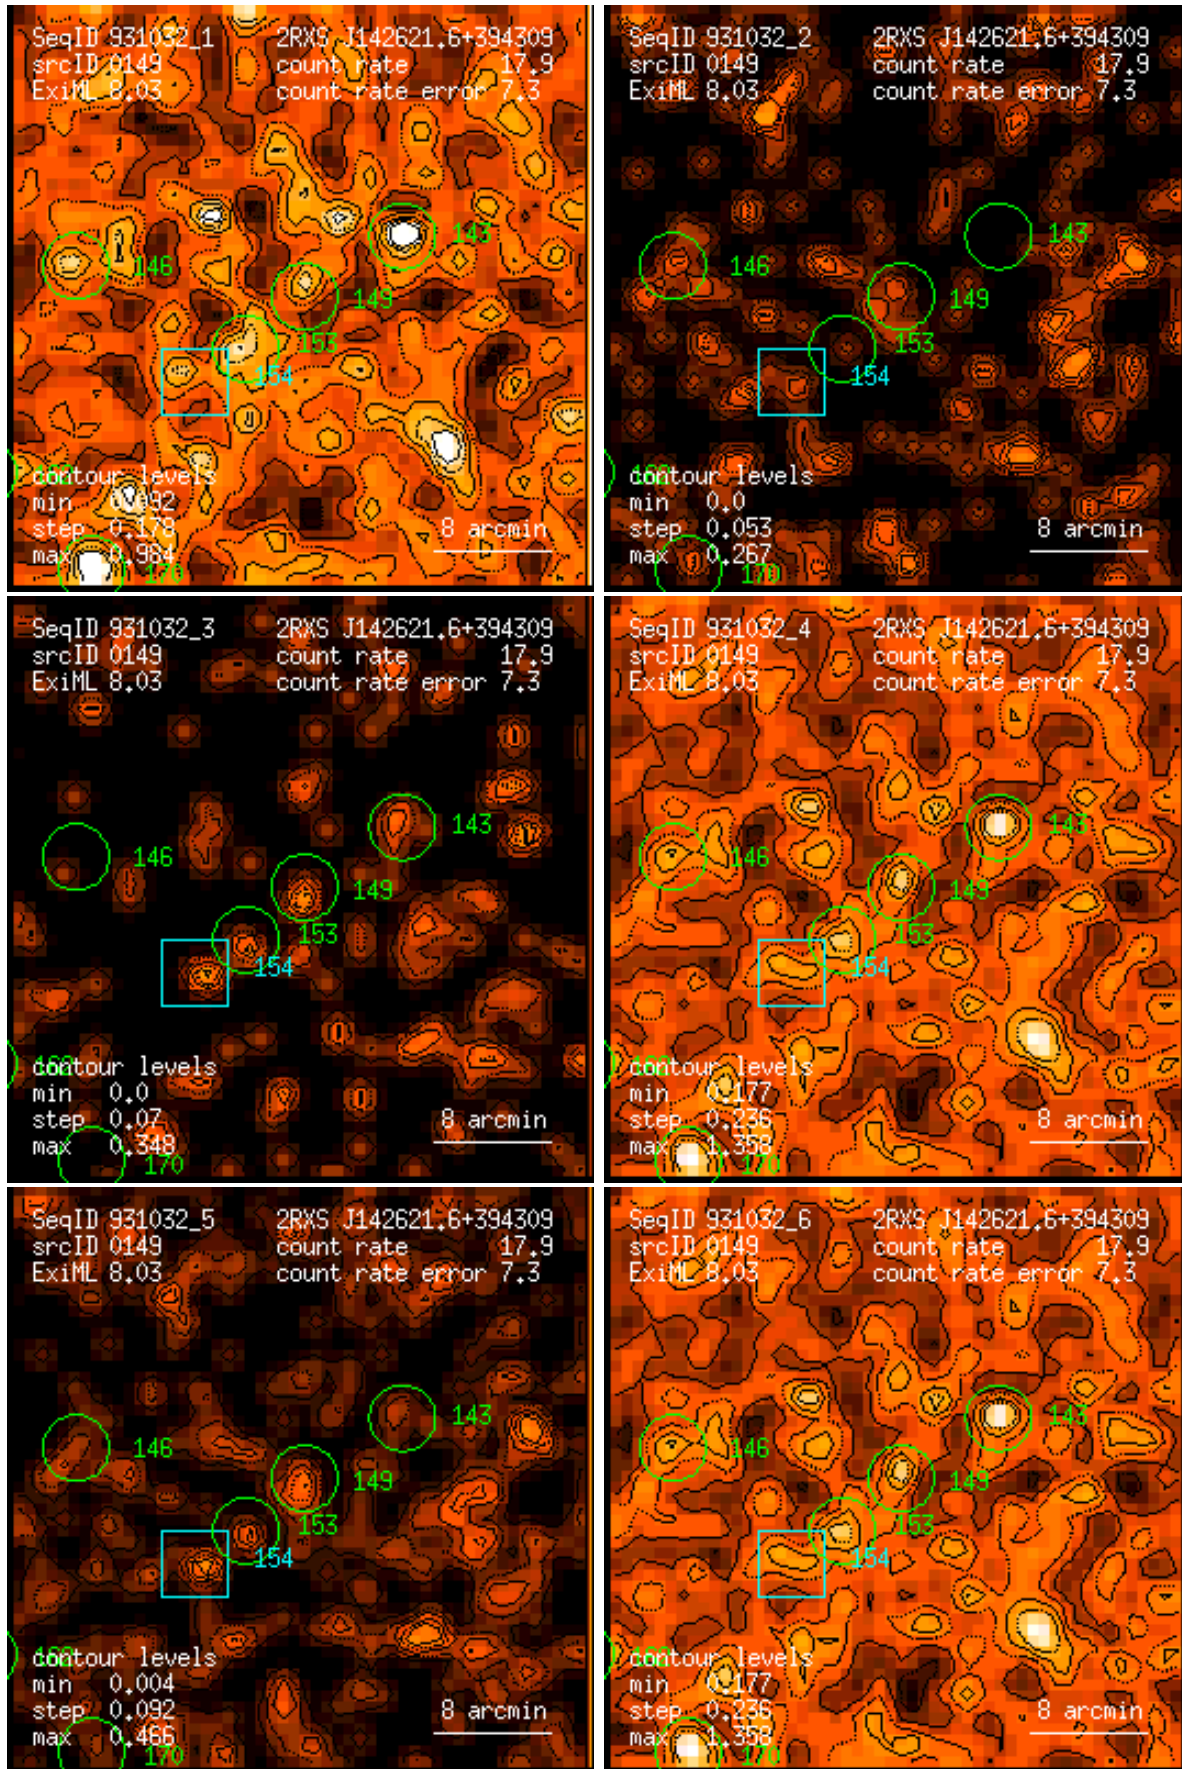 SeqID 931032_1 2RXS J142621.6+394309
srcID 0149 count rate 17.9
ExiML 8.03 count rate error 7.3
143
146
149
153
154
contour levels
min 0.092
step 0.178
max 0.984
8 arcmin
170
SeqID 931032_2 2RXS J142621.6+394309
srcID 0149 count rate 17.9
ExiML 8.03 count rate error 7.3
143
146
149
153
154
contour levels
min 0.0
step 0.053
max 0.267
8 arcmin
170
SeqID 931032_3 2RXS J142621.6+394309
srcID 0149 count rate 17.9
ExiML 8.03 count rate error 7.3
143
146
149
153
154
contour levels
min 0.0
step 0.07
max 0.348
8 arcmin
170
SeqID 931032_4 2RXS J142621.6+394309
srcID 0149 count rate 17.9
ExiML 8.03 count rate error 7.3
143
146
149
153
154
contour levels
min 0.177
step 0.236
max 1.358
8 arcmin
170
SeqID 931032_5 2RXS J142621.6+394309
srcID 0149 count rate 17.9
ExiML 8.03 count rate error 7.3
143
146
149
153
154
contour levels
min 0.004
step 0.092
max 0.466
8 arcmin
170
SeqID 931032_6 2RXS J142621.6+394309
srcID 0149 count rate 17.9
ExiML 8.03 count rate error 7.3
143
146
149
153
154
contour levels
min 0.177
step 0.236
max 1.358
8 arcmin
170